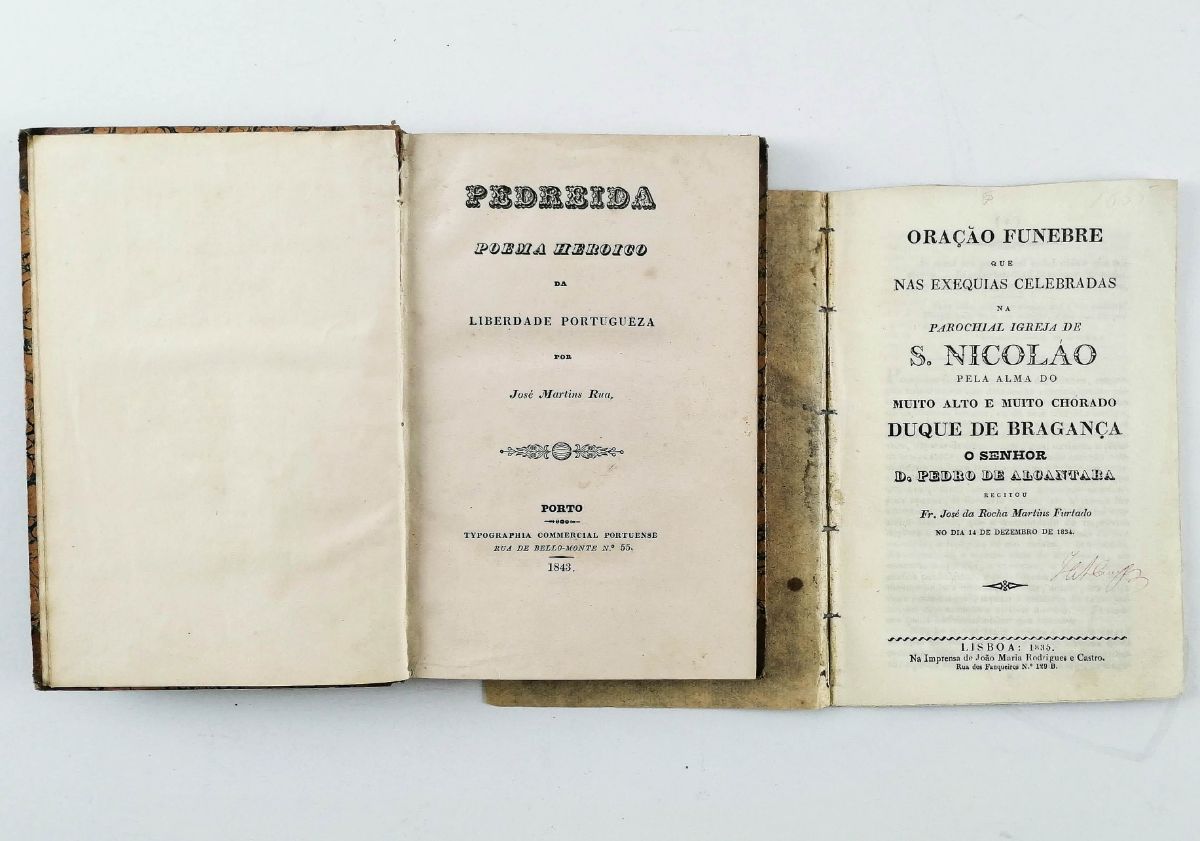 PEDREIDA
POEMA HEROICO
DA
LIBERDADE PORTUGUEZA
POR
José Martins Rua,
PORTO
TYPOGRAPHIA COMMERCIAL PORTUENSE
RUA DE BELLO-MONTE N.º 55.
1843.
ORAÇÃO FUNEBRE
QUE
NAS EXEQUIAS CELEBRADAS
NA
PAROCHIAL IGREJA DE
S. NICOLÁO
PELA ALMA DO
MUITO ALTO E MUITO CHORADO
DUQUE DE BRAGANÇA
O SENHOR
D. PEDRO DE ALCANTARA
RECITOU
Fr. José da Rocha Martins Furtado
NO DIA 14 DE DEZEMBRO DE 1834.
LISBOA: 1835.
Na Imprensa de João Maria Rodrigues e Castro.
Rua dos Fanqueiros N.º 129 B.